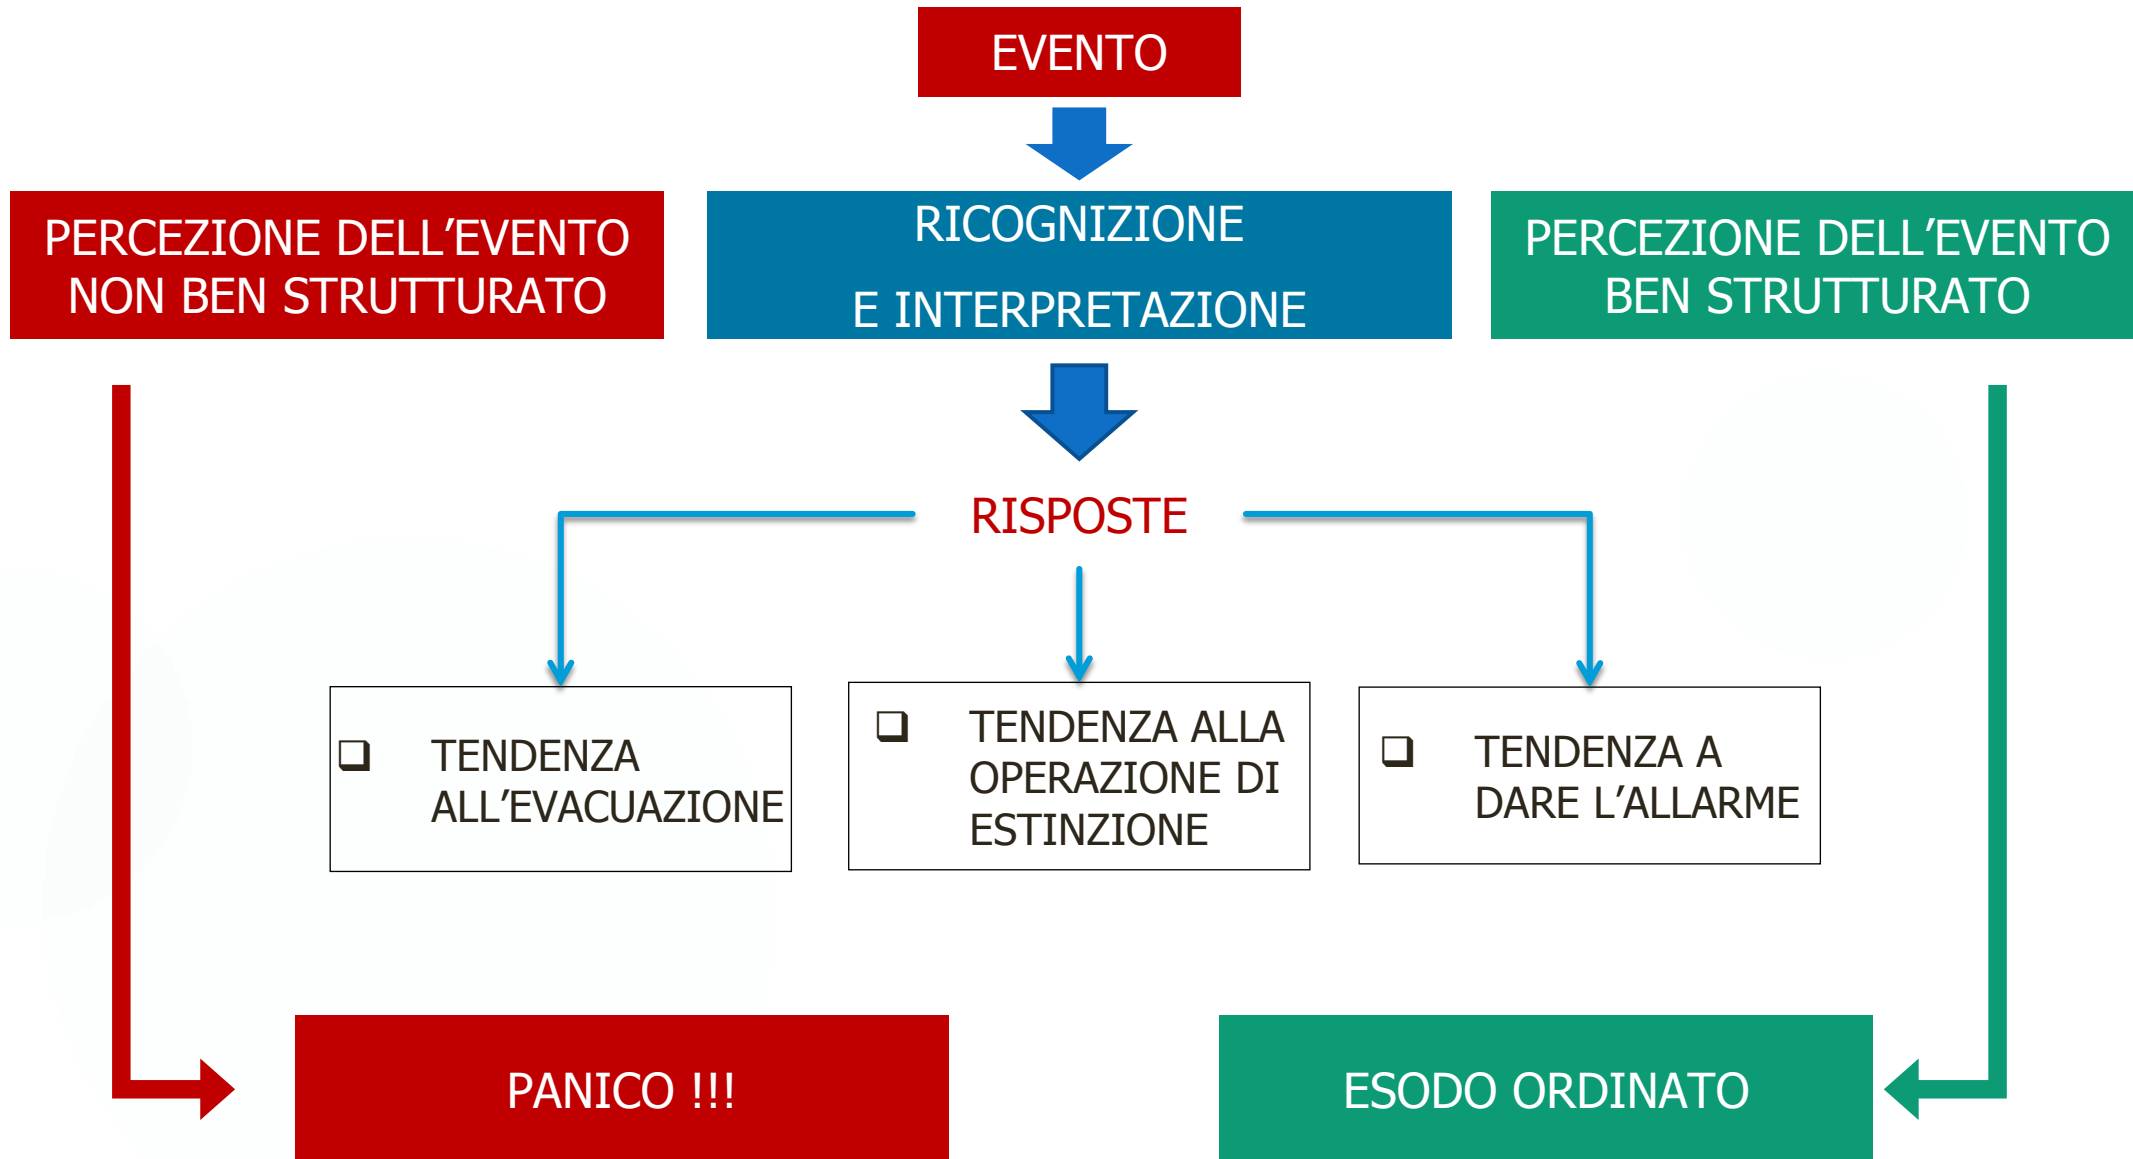 EVENTO
PERCEZIONE DELL’EVENTO
NON BEN STRUTTURATO
RICOGNIZIONE
E INTERPRETAZIONE
PERCEZIONE DELL’EVENTO
BEN STRUTTURATO
RISPOSTE
❑ TENDENZA
ALL’EVACUAZIONE
❑ TENDENZA ALLA
OPERAZIONE DI
ESTINZIONE
❑ TENDENZA A
DARE L’ALLARME
PANICO !!!
ESODO ORDINATO